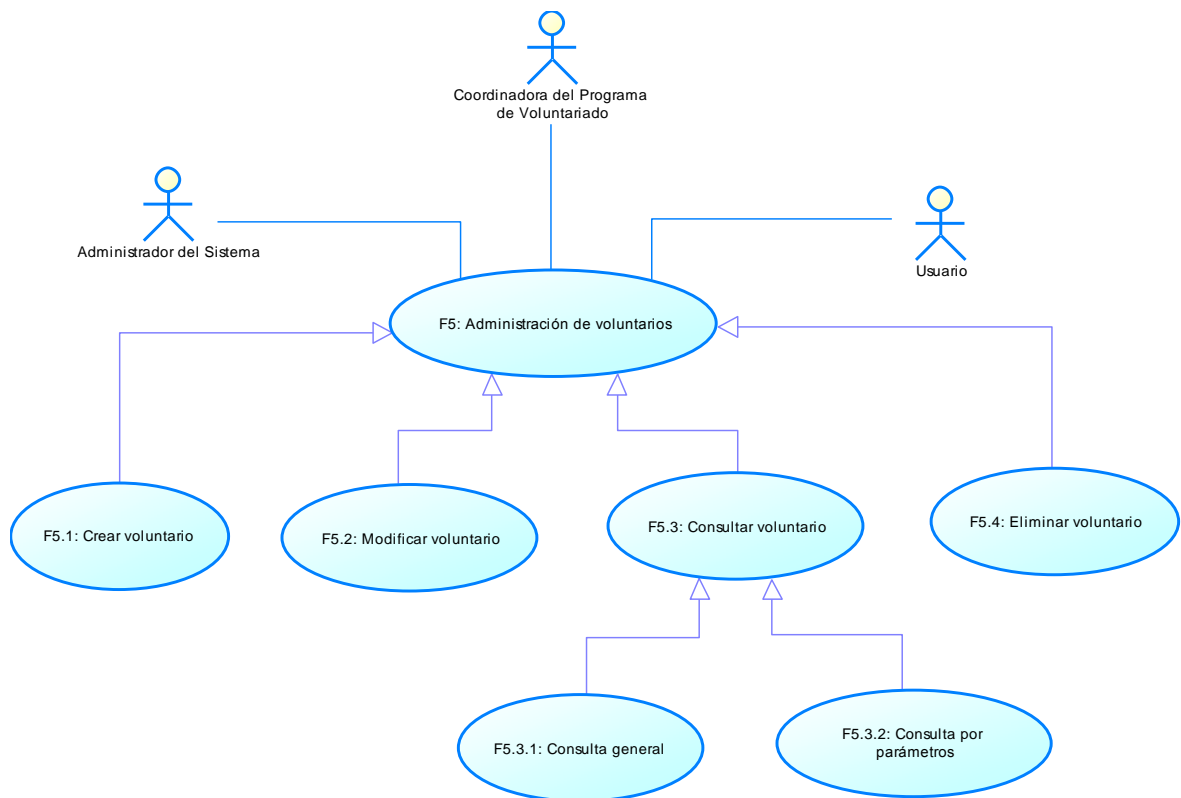 Coordinadora del Programa
de Voluntariado
Administrador del Sistema
Usuario
F5: Administración de voluntarios
F5.1: Crear voluntario
F5.2: Modificar voluntario
F5.3: Consultar voluntario
F5.4: Eliminar voluntario
F5.3.1: Consulta general
F5.3.2: Consulta por
parámetros